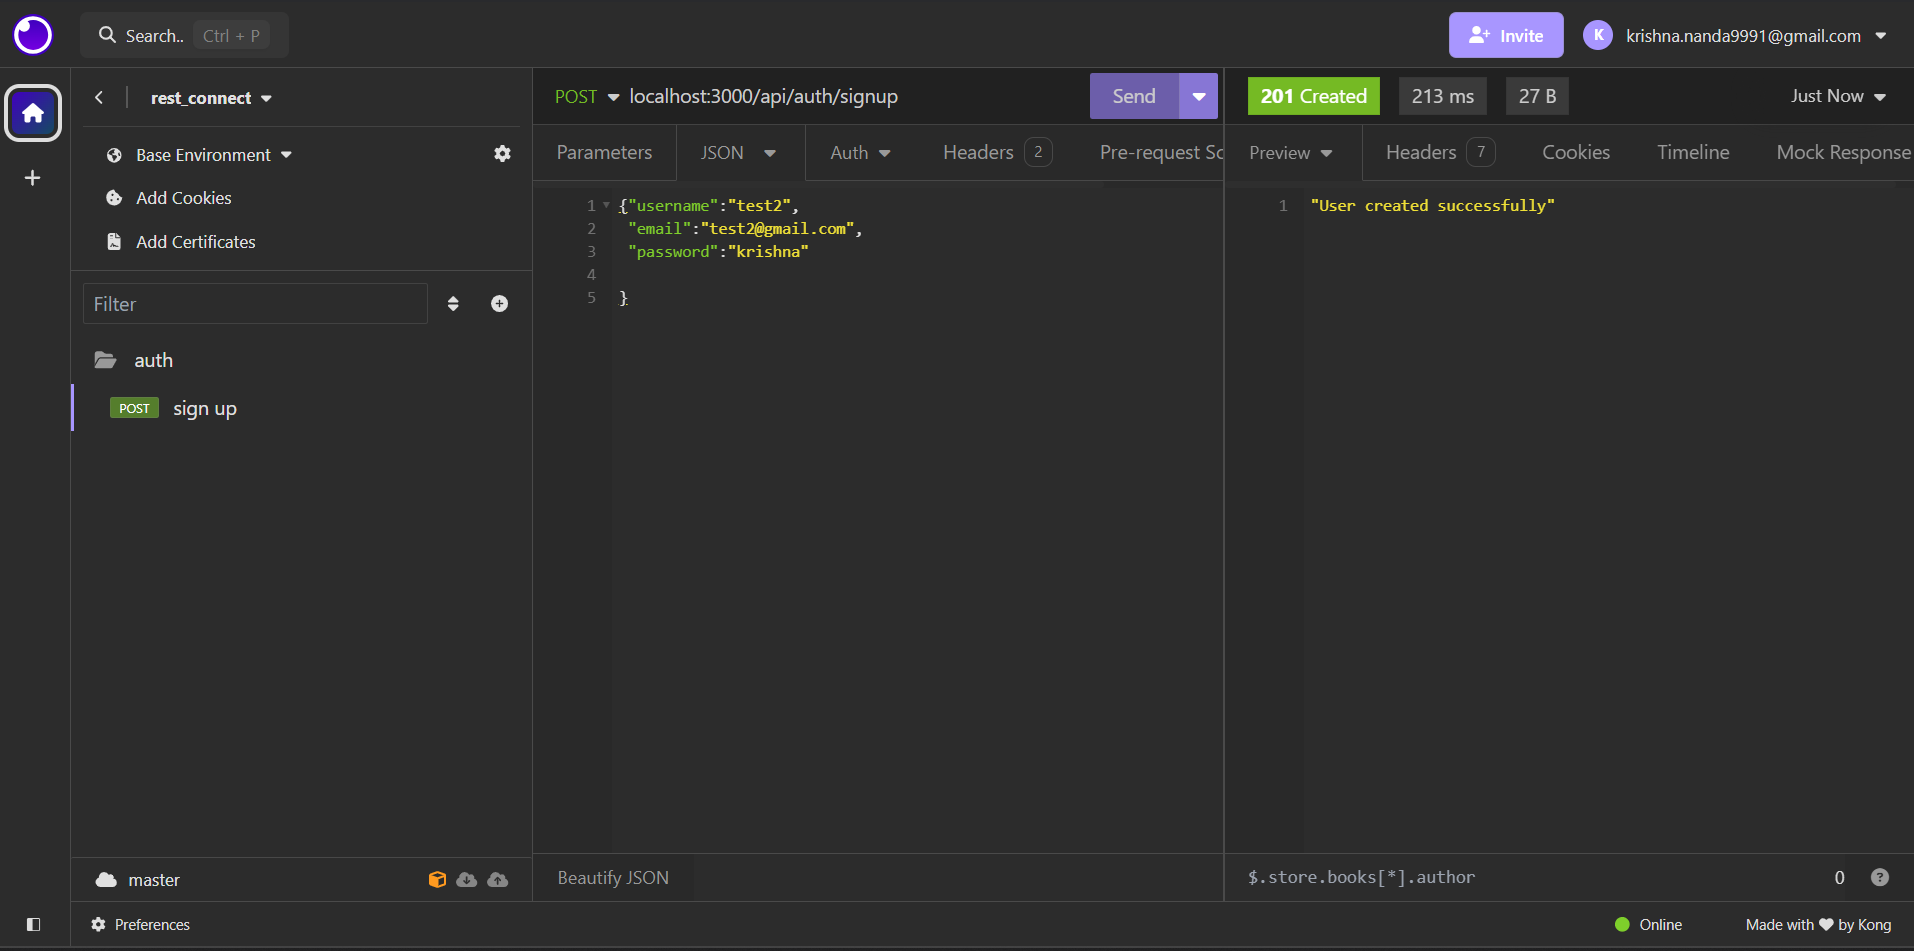 Search..
Ctrl + P
Invite
K
krishna.nanda9991@gmail.com
rest_connect
Base Environment
Add Cookies
Add Certificates
Filter
auth
POST sign up
master
Preferences
POST localhost:3000/api/auth/signup
Send
Parameters
JSON
Auth
Headers 2
Pre-request Sc
1 {"username":"test2",
2 "email":"test2@gmail.com",
3 "password":"krishna"
4
5 }
Beautify JSON
201 Created
213 ms
27 B
Just Now
Preview
Headers 7
Cookies
Timeline
Mock Response
1 "User created successfully"
$.store.books[*].author
0
?
Online
Made with ❤ by Kong